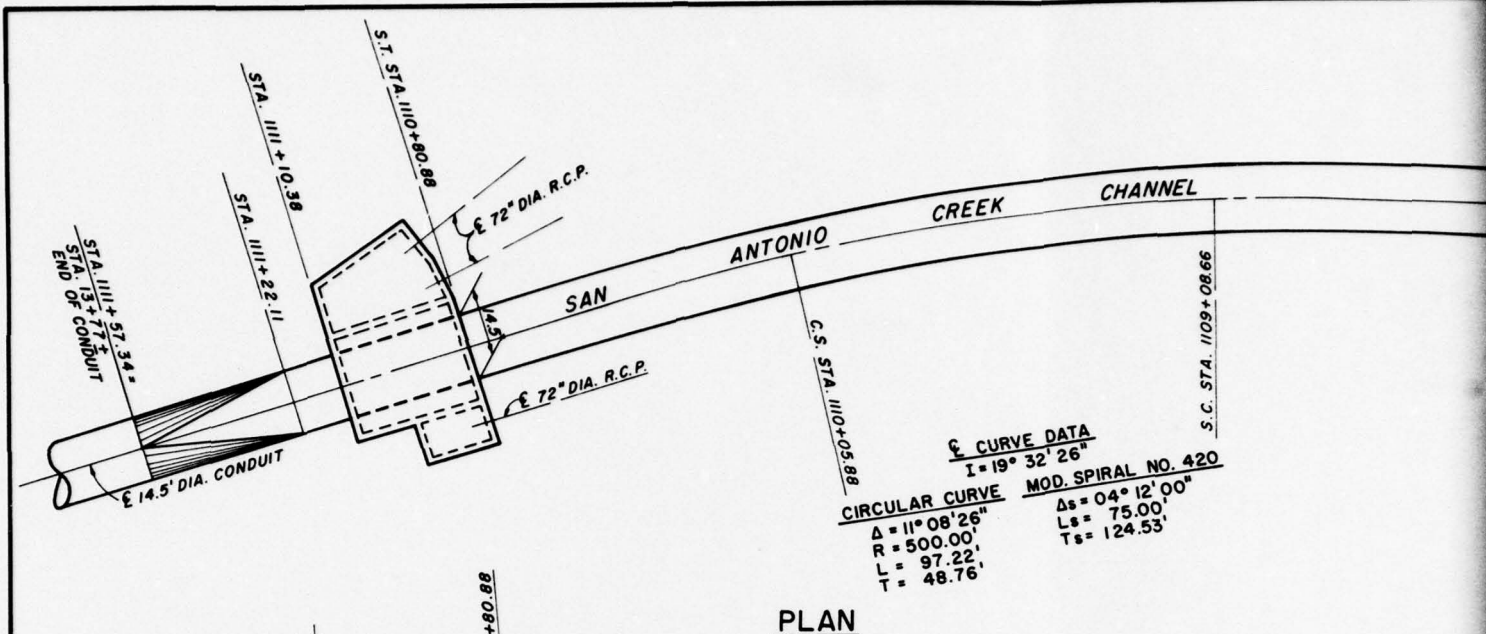 S.T. STA. 1110+80.88
STA. 1111+10.38
STA. 1111+22.11
STA. 1111+57.34=
STA. 13+77±
END OF CONDUIT
℄ 72" DIA. R.C.P.
14.5'
SAN ANTONIO CREEK CHANNEL
℄ 72" DIA. R.C.P.
℄ 14.5' DIA. CONDUIT
C.S. STA. 1110+05.88
S.C. STA. 1109+08.66
℄ CURVE DATA
I=19° 32' 26"
CIRCULAR CURVE
Δ = 11° 08' 26"
R = 500.00'
L = 97.22'
T = 48.76'
MOD. SPIRAL NO. 420
Δs = 04° 12' 00"
Ls = 75.00'
Ts = 124.53'
+80.88
PLAN